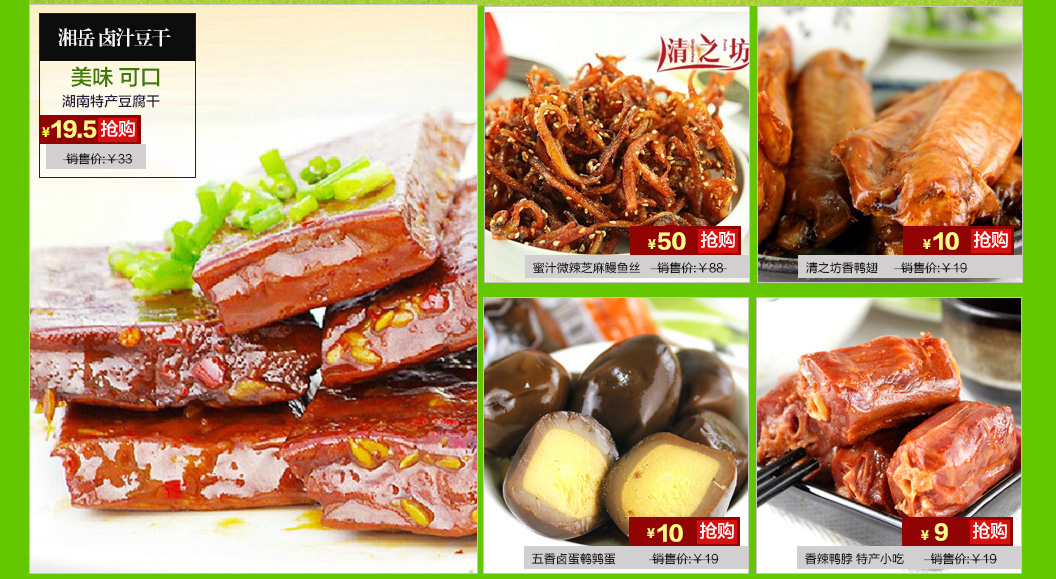 湘岳 卤汁豆干
美味 可口
湖南特产豆腐干
¥19.5 抢购
销售价:¥33
清之坊
¥50 抢购
蜜汁微辣芝麻鳗鱼丝 销售价:¥88
¥10 抢购
清之坊香鸭翅 销售价:¥19
¥10 抢购
五香卤蛋鹌鹑蛋 销售价:¥19
¥9 抢购
香辣鸭脖 特产小吃 销售价:¥19